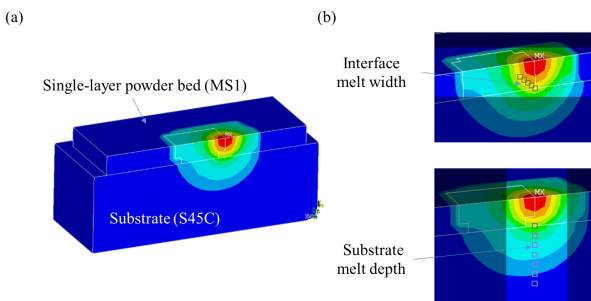 (a)
(b)
Single-layer powder bed (MS1)
MX
Substrate (S45C)
Interface
melt width
MX
Substrate
melt depth
MX